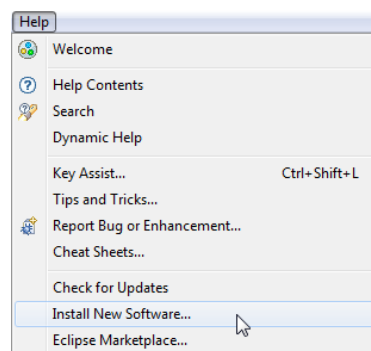 Help
Welcome
Help Contents
Search
Dynamic Help
Key Assist... Ctrl+Shift+L
Tips and Tricks...
Report Bug or Enhancement...
Cheat Sheets...
Check for Updates
Install New Software...
Eclipse Marketplace...